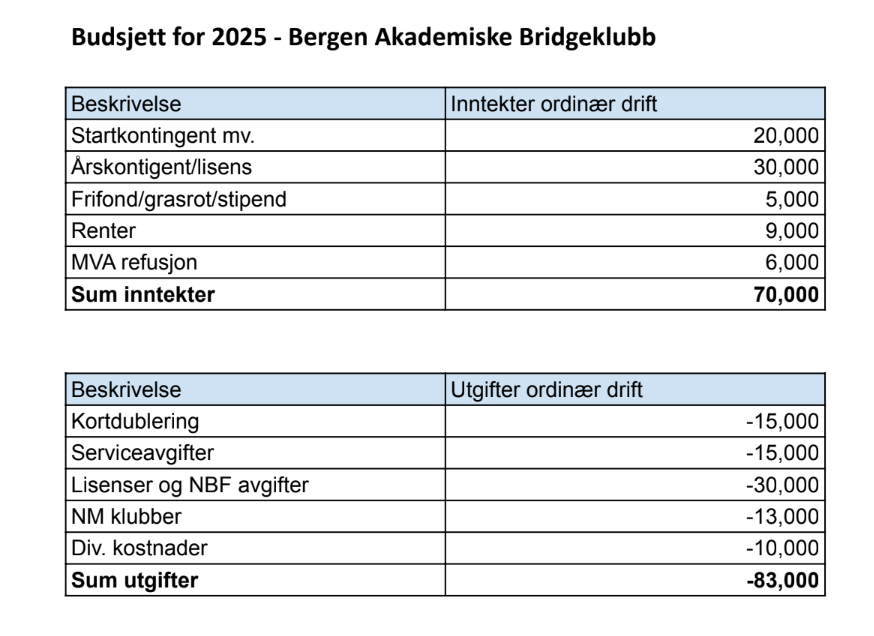 Budsjett for 2025 - Bergen Akademiske Bridgeklubb
Beskrivelse Inntekter ordinær drift
Startkontingent mv. 20,000
Årskontigent/lisens 30,000
Frifond/grasrot/stipend 5,000
Renter 9,000
MVA refusjon 6,000
Sum inntekter 70,000
Beskrivelse Utgifter ordinær drift
Kortdublering -15,000
Serviceavgifter -15,000
Lisenser og NBF avgifter -30,000
NM klubber -13,000
Div. kostnader -10,000
Sum utgifter -83,000